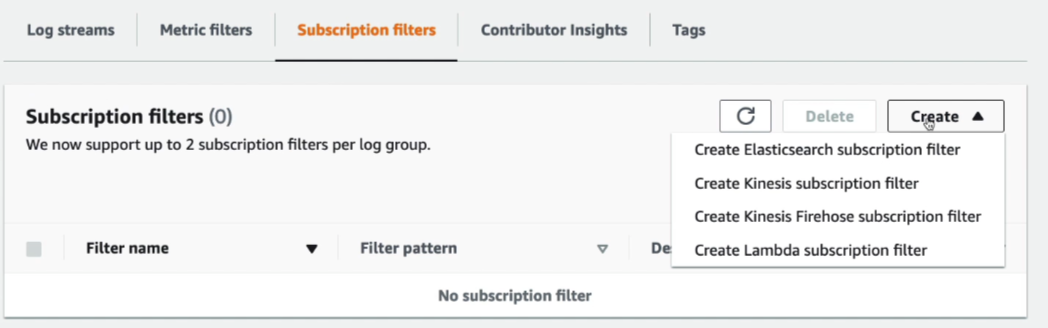 Log streams Metric filters Subscription filters Contributor Insights Tags
Subscription filters (0)
Delete Create
We now support up to 2 subscription filters per log group.
Create Elasticsearch subscription filter
Create Kinesis subscription filter
Create Kinesis Firehose subscription filter
Create Lambda subscription filter
Filter name Filter pattern
No subscription filter